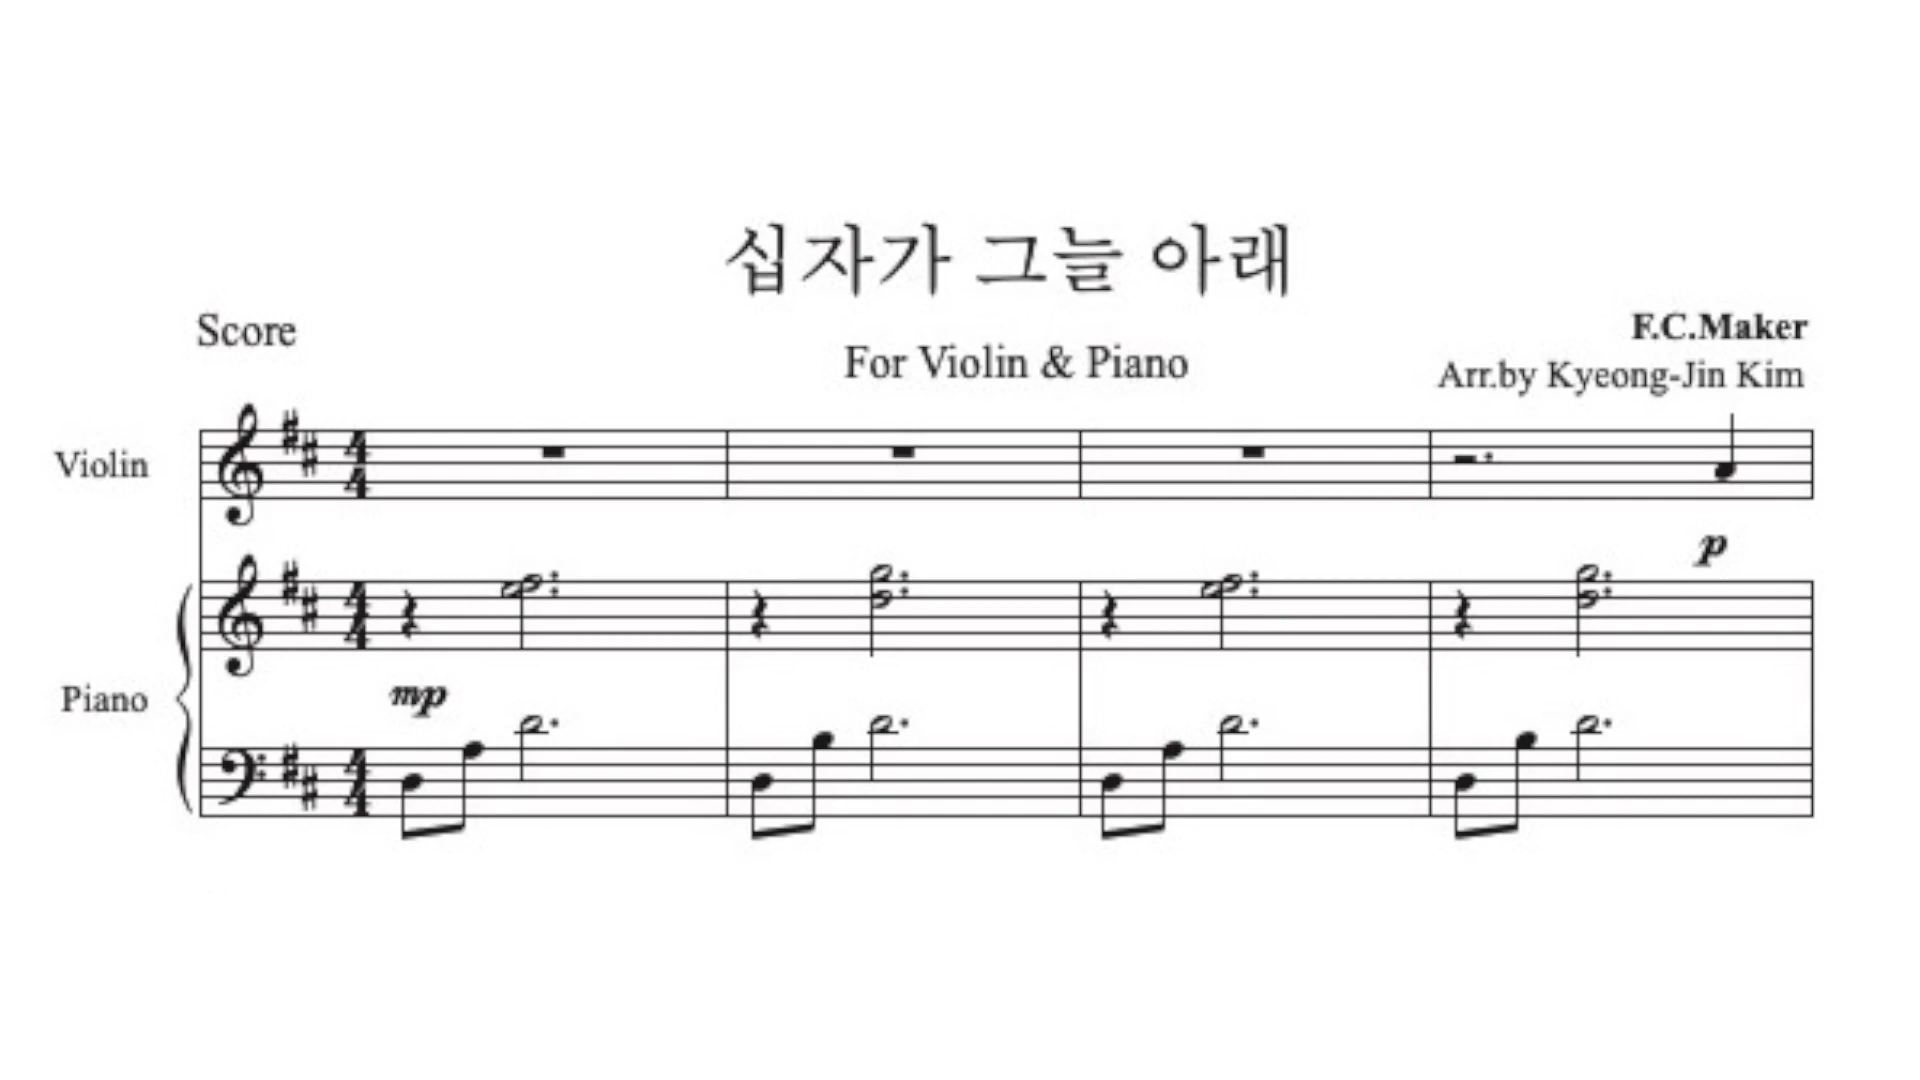 십자가 그늘 아래
Score
For Violin & Piano
F.C.Maker
Arr.by Kyeong-Jin Kim
Violin
p
Piano
mp